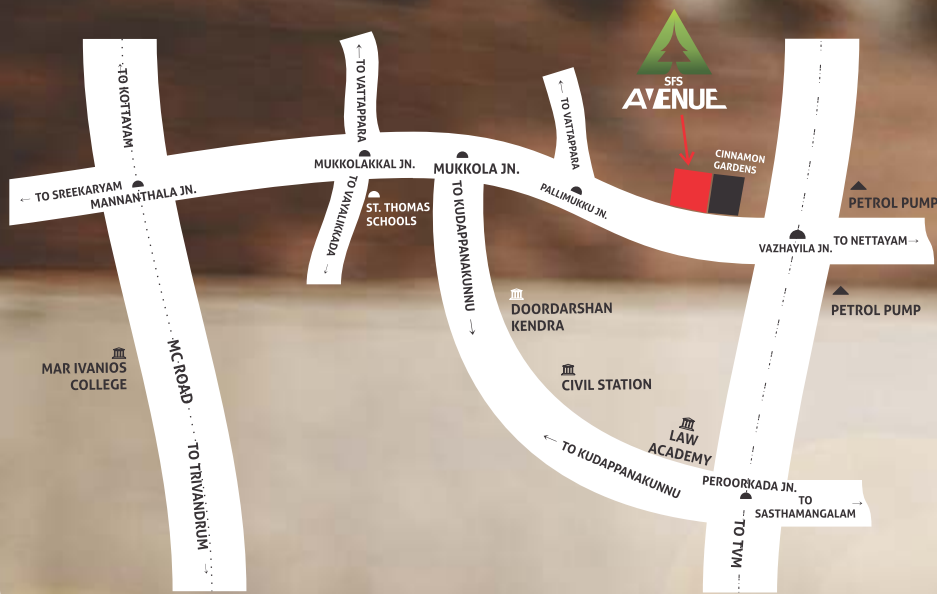 SFS
AVENUE
TO KOTTAYAM
TO VATTAPPARA
TO VATTAPPARA
CINNAMON
GARDENS
PETROL PUMP
MUKKOLAKKAL JN.
MUKKOLA JN.
← TO SREEKARYAM
MANNANTHALA JN.
PALLIMUKKU JN.
ST. THOMAS
SCHOOLS
TO VAYALIKKADA
TO KUDAPPANAKUNNU
VAZHAYILA JN.
TO NETTAYAM→
PETROL PUMP
DOORDARSHAN
KENDRA
MAR IVANIOS
COLLEGE
MC ROAD
CIVIL STATION
LAW
ACADEMY
TO TRIVANDRUM
← TO KUDAPPANAKUNNU
PEROORKADA JN.
TO
SASTHAMANGALAM
TO TVM